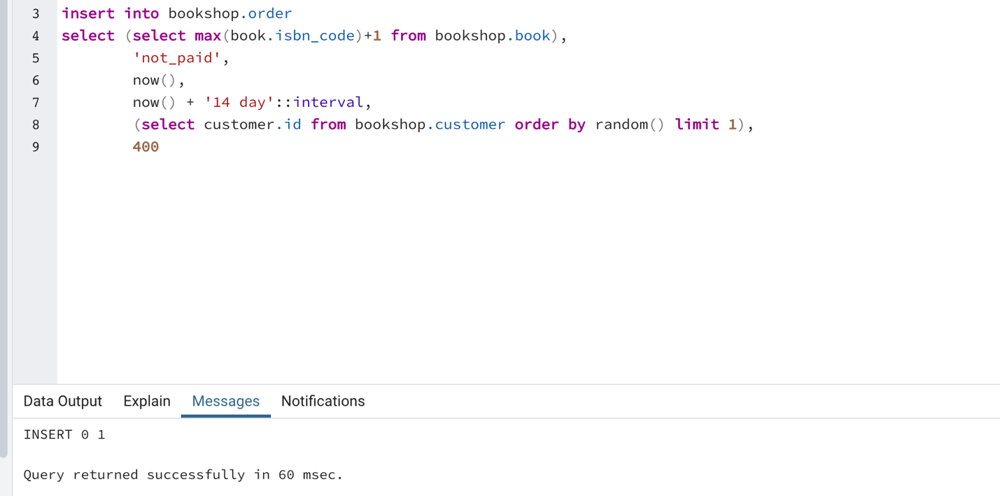 3 insert into bookshop.order
4 select (select max(book.isbn_code)+1 from bookshop.book),
5 'not_paid',
6 now(),
7 now() + '14 day'::interval,
8 (select customer.id from bookshop.customer order by random() limit 1),
9 400
Data Output Explain Messages Notifications
INSERT 0 1
Query returned successfully in 60 msec.